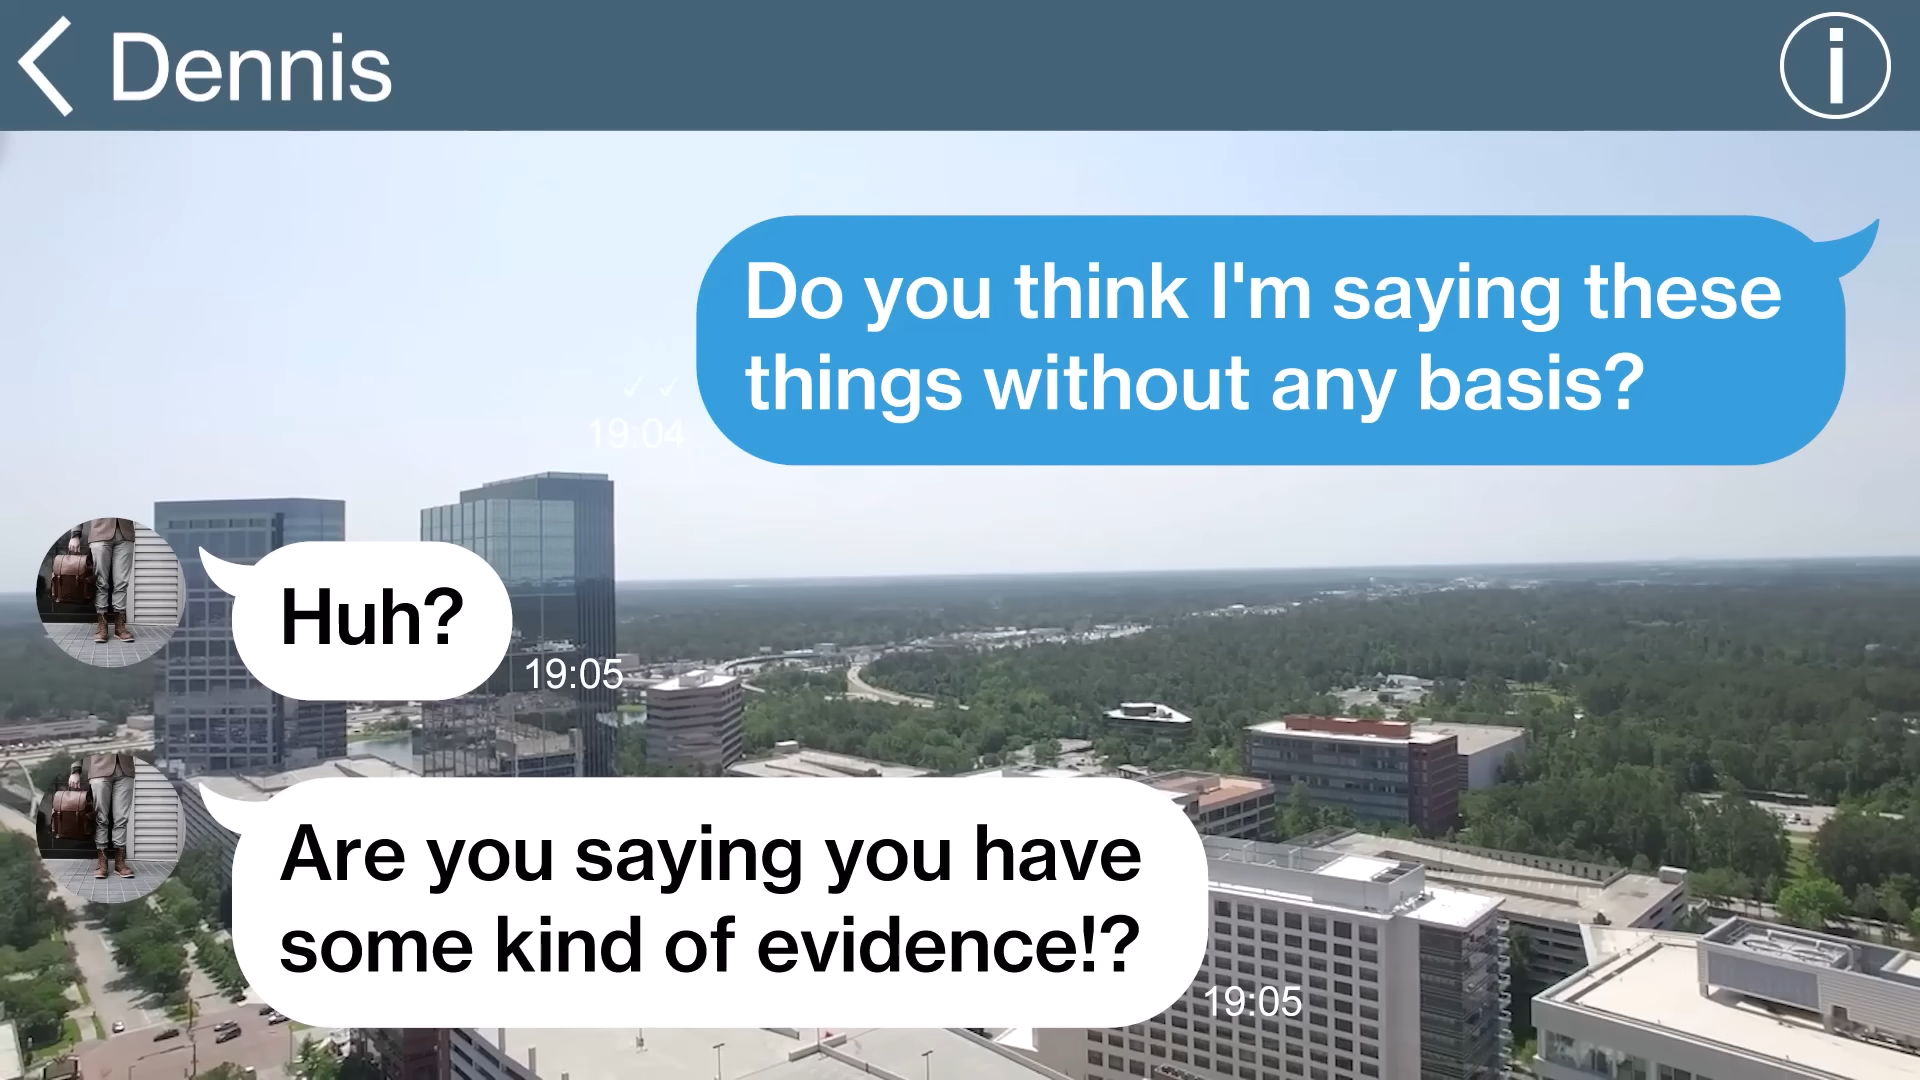 Dennis
Do you think I'm saying these
things without any basis?
19:04
Huh?
19:05
Are you saying you have
some kind of evidence!?
19:05